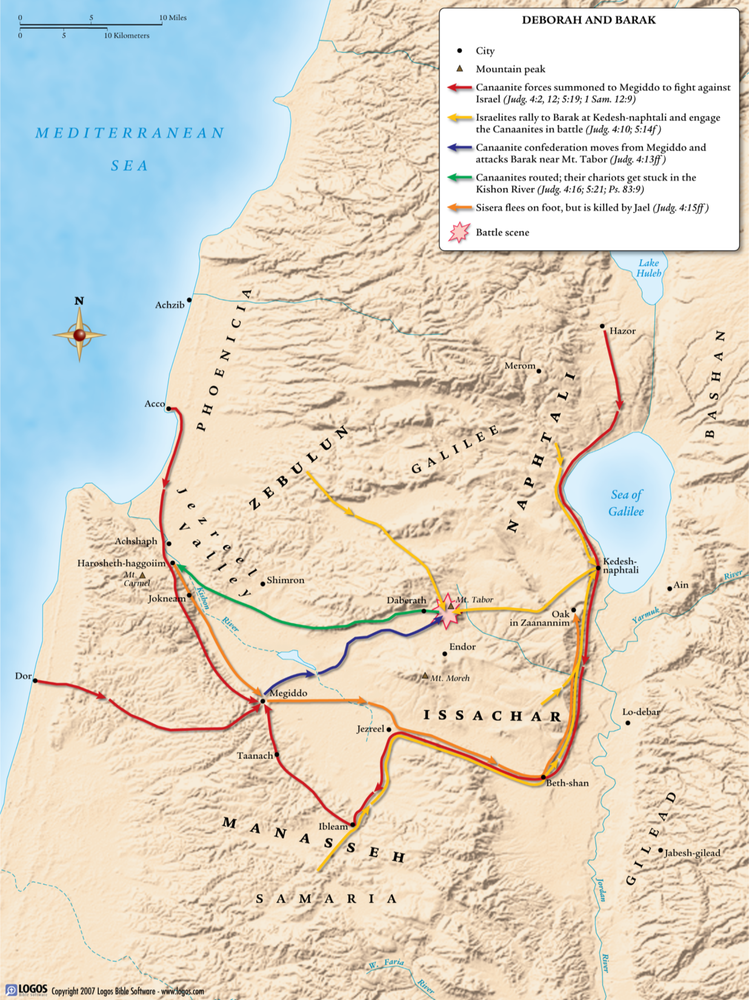 0 5 10 Miles
0 5 10 Kilometers
DEBORAH AND BARAK
City
Mountain peak
Canaanite forces summoned to Megiddo to fight against
Israel (Judg. 4:2, 12; 5:19; 1 Sam. 12:9)
Israelites rally to Barak at Kedesh-naphtali and engage
the Canaanites in battle (Judg. 4:10; 5:14f)
Canaanite confederation moves from Megiddo and
attacks Barak near Mt. Tabor (Judg. 4:13ff)
Canaanites routed; their chariots get stuck in the
Kishon River (Judg. 4:16; 5:21; Ps. 83:9)
Sisera flees on foot, but is killed by Jael (Judg. 4:15ff)
Battle scene
MEDITERRANEAN
SEA
Lake
Huleh
N
Achzib
PHOENICIA
Hazor
BASHAN
Merom
Acco
NAPHTALI
ZEBULUN
GALILEE
Sea of
Galilee
Jezreel
Valley
Achshaph
Harosheth-haggoiim
Mt.
Carmel
Shimron
Jokneam
Kishon
River
Kedesh-
naphtali
Ain
River
Yarmuk
Daberath
Mt. Tabor
Oak
in Zaanannim
Endor
Mt. Moreh
Dor
Megiddo
ISSACHAR
Lo-debar
Jezreel
Taanach
Beth-shan
Ibleam
MANASSEH
GILEAD
Jabesh-gilead
SAMARIA
Jordan
River
W. Faria
River
LOGOS
Bible Software
Copyright 2007 Logos Bible Software - www.logos.com